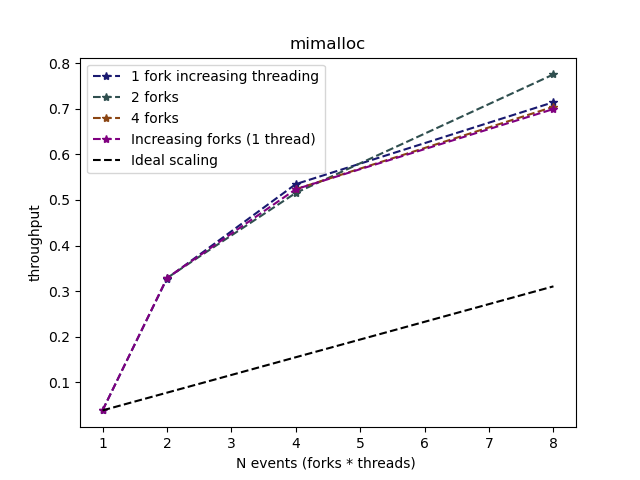 mimalloc
1 fork increasing threading
2 forks
4 forks
Increasing forks (1 thread)
Ideal scaling
throughput
0.8
0.7
0.6
0.5
0.4
0.3
0.2
0.1
1 2 3 4 5 6 7 8
N events (forks * threads)